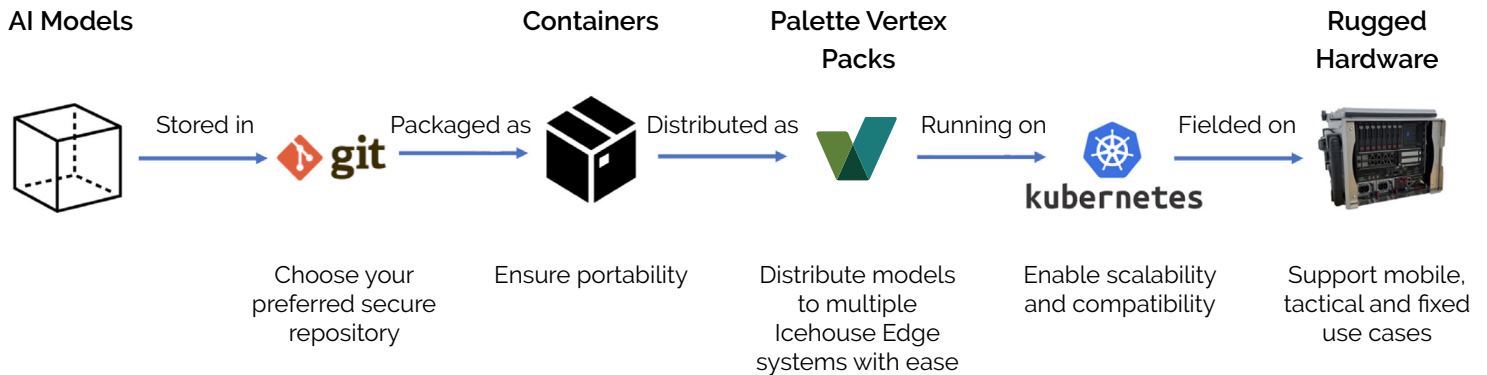 AI Models
Containers
Palette Vertex
Packs
Rugged
Hardware
Stored in
git
Packaged as
Distributed as
Running on
kubernetes
Fielded on
Choose your
preferred secure
repository
Ensure portability
Distribute models
to multiple
Icehouse Edge
systems with ease
Enable scalability
and compatibility
Support mobile,
tactical and fixed
use cases